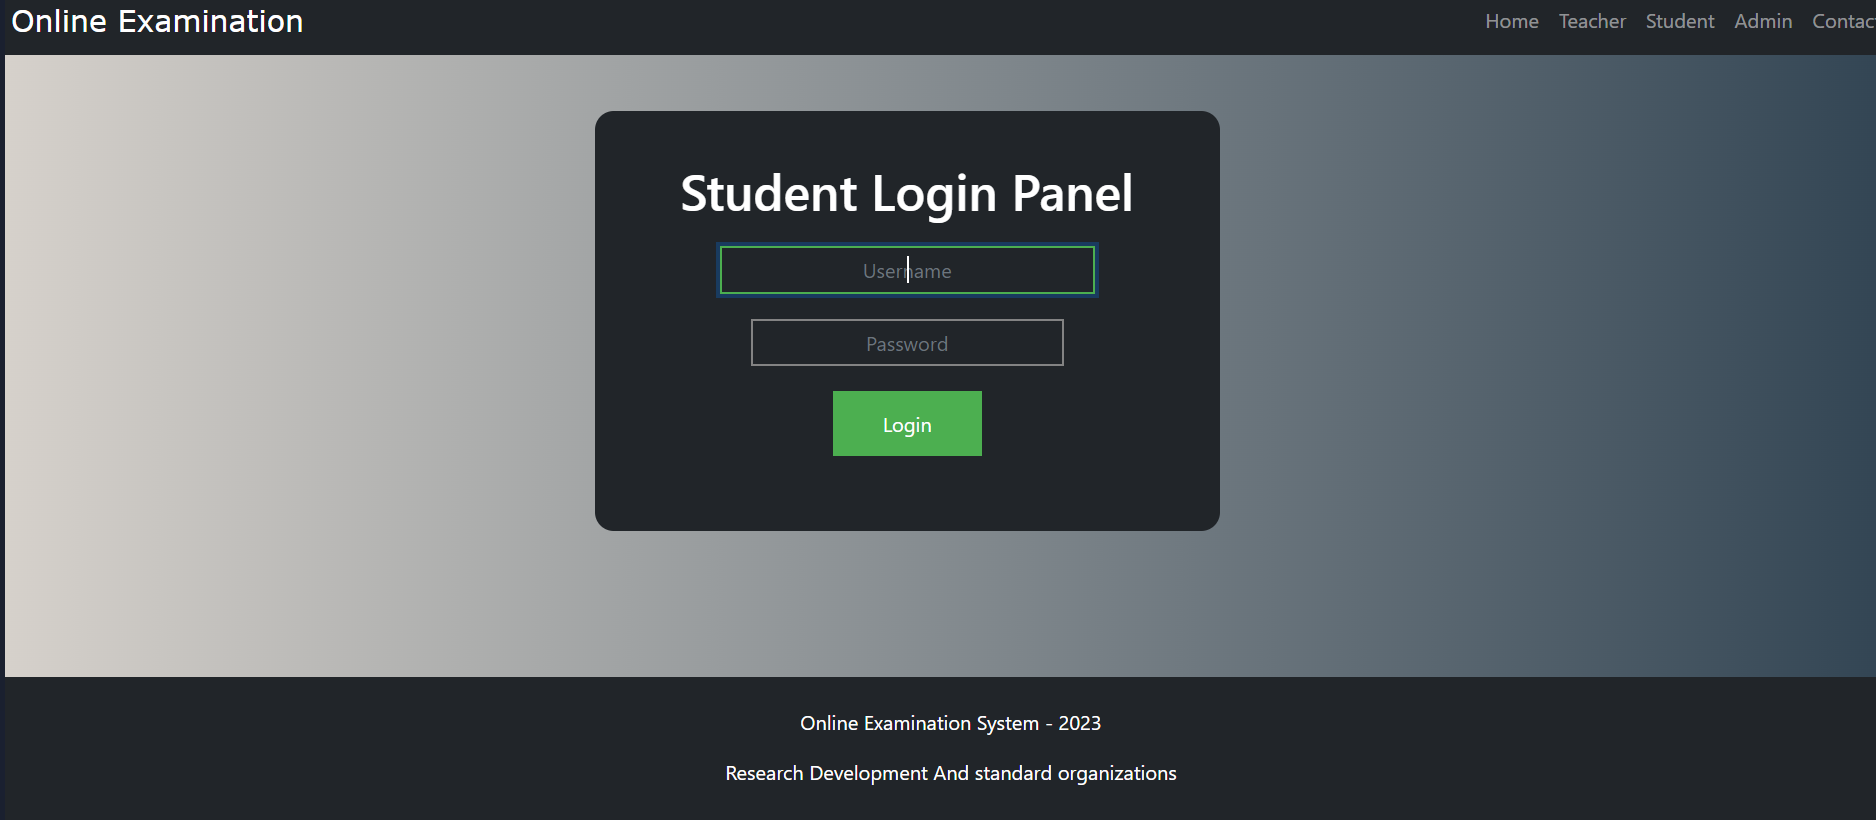 Online Examination
Home Teacher Student Admin Contac
Student Login Panel
Username
Password
Login
Online Examination System - 2023
Research Development And standard organizations